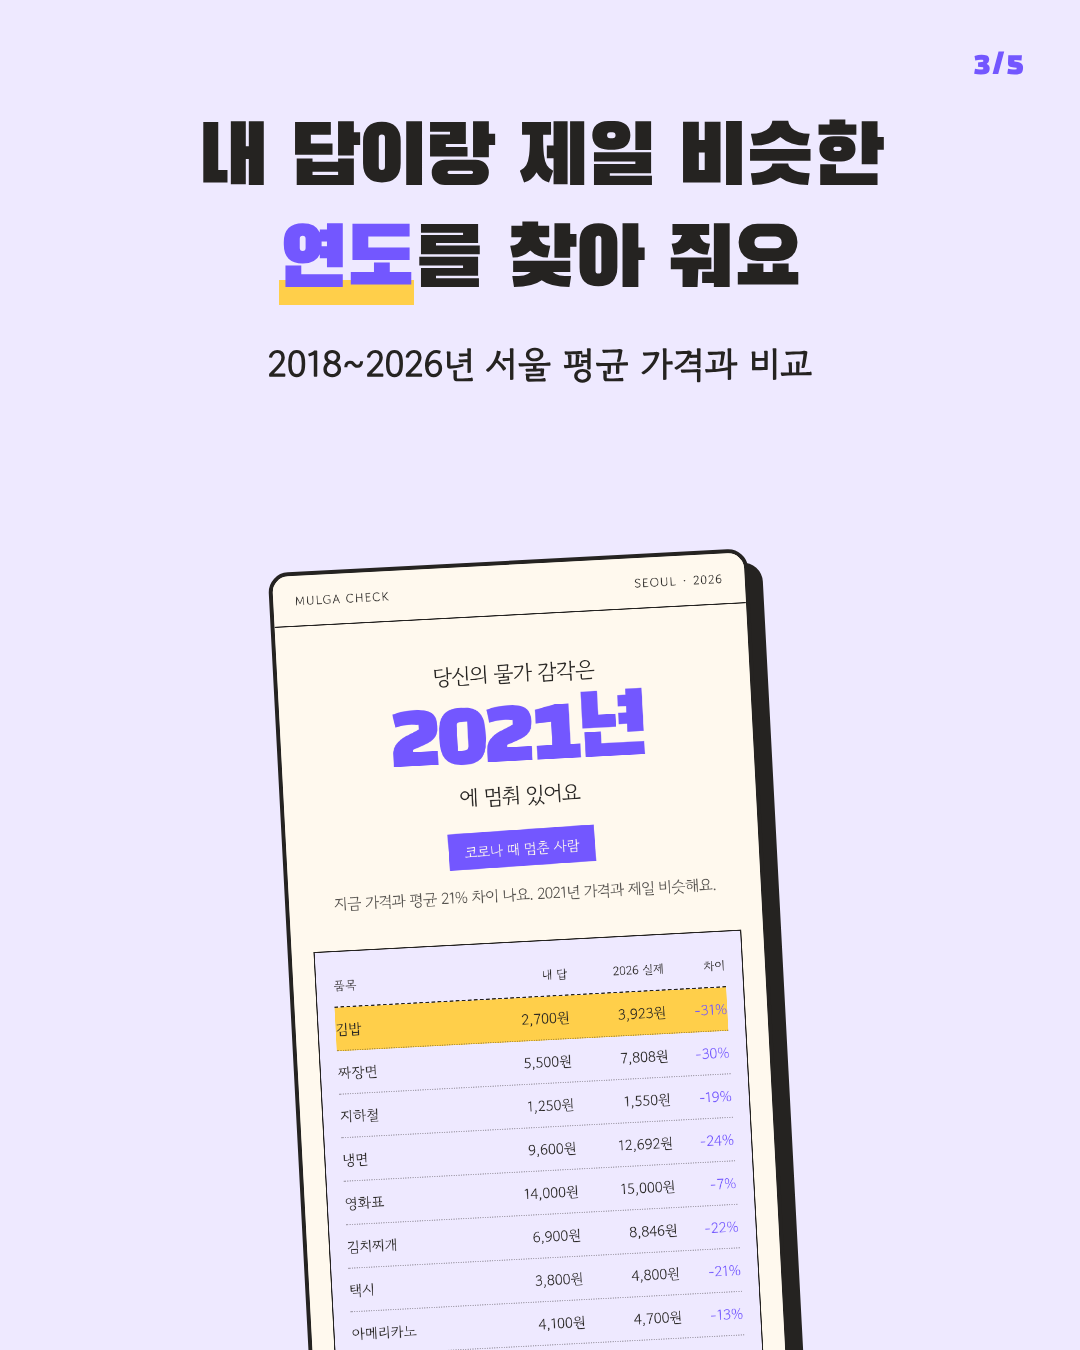 3/5
내 답이랑 제일 비슷한
연도를 찾아 줘요
2018~2026년 서울 평균 가격과 비교
MULGA CHECK SEOUL · 2026
당신의 물가 감각은
2021년
에 멈춰 있어요
코로나 때 멈춘 사람
지금 가격과 평균 21% 차이 나요. 2021년 가격과 제일 비슷해요.
품목 내 답 2026 실제 차이
김밥 2,700원 3,923원 -31%
짜장면 5,500원 7,808원 -30%
지하철 1,250원 1,550원 -19%
냉면 9,600원 12,692원 -24%
영화표 14,000원 15,000원 -7%
김치찌개 6,900원 8,846원 -22%
택시 3,800원 4,800원 -21%
아메리카노 4,100원 4,700원 -13%